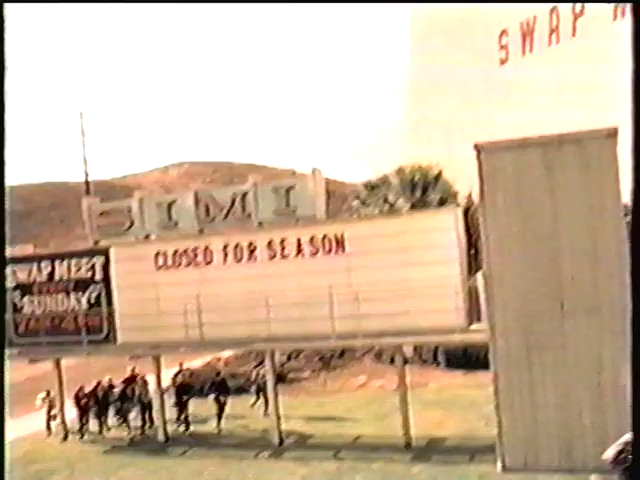 SWAP
SIMI
CLOSED FOR SEASON
SWAP MEET
"SUNDAY"